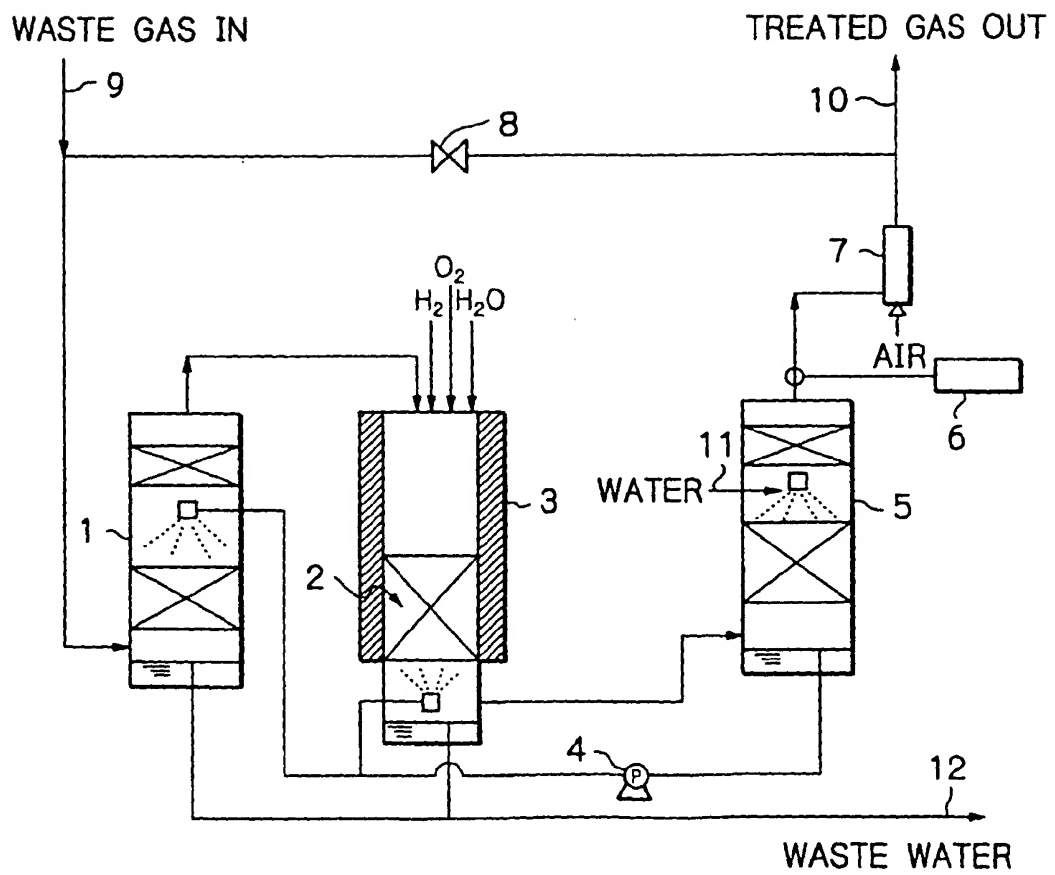 WASTE GAS IN
TREATED GAS OUT
9
10
8
7
O₂
H₂ H₂O
AIR
6
11
WATER
1
3
5
2
4
P
12
WASTE WATER